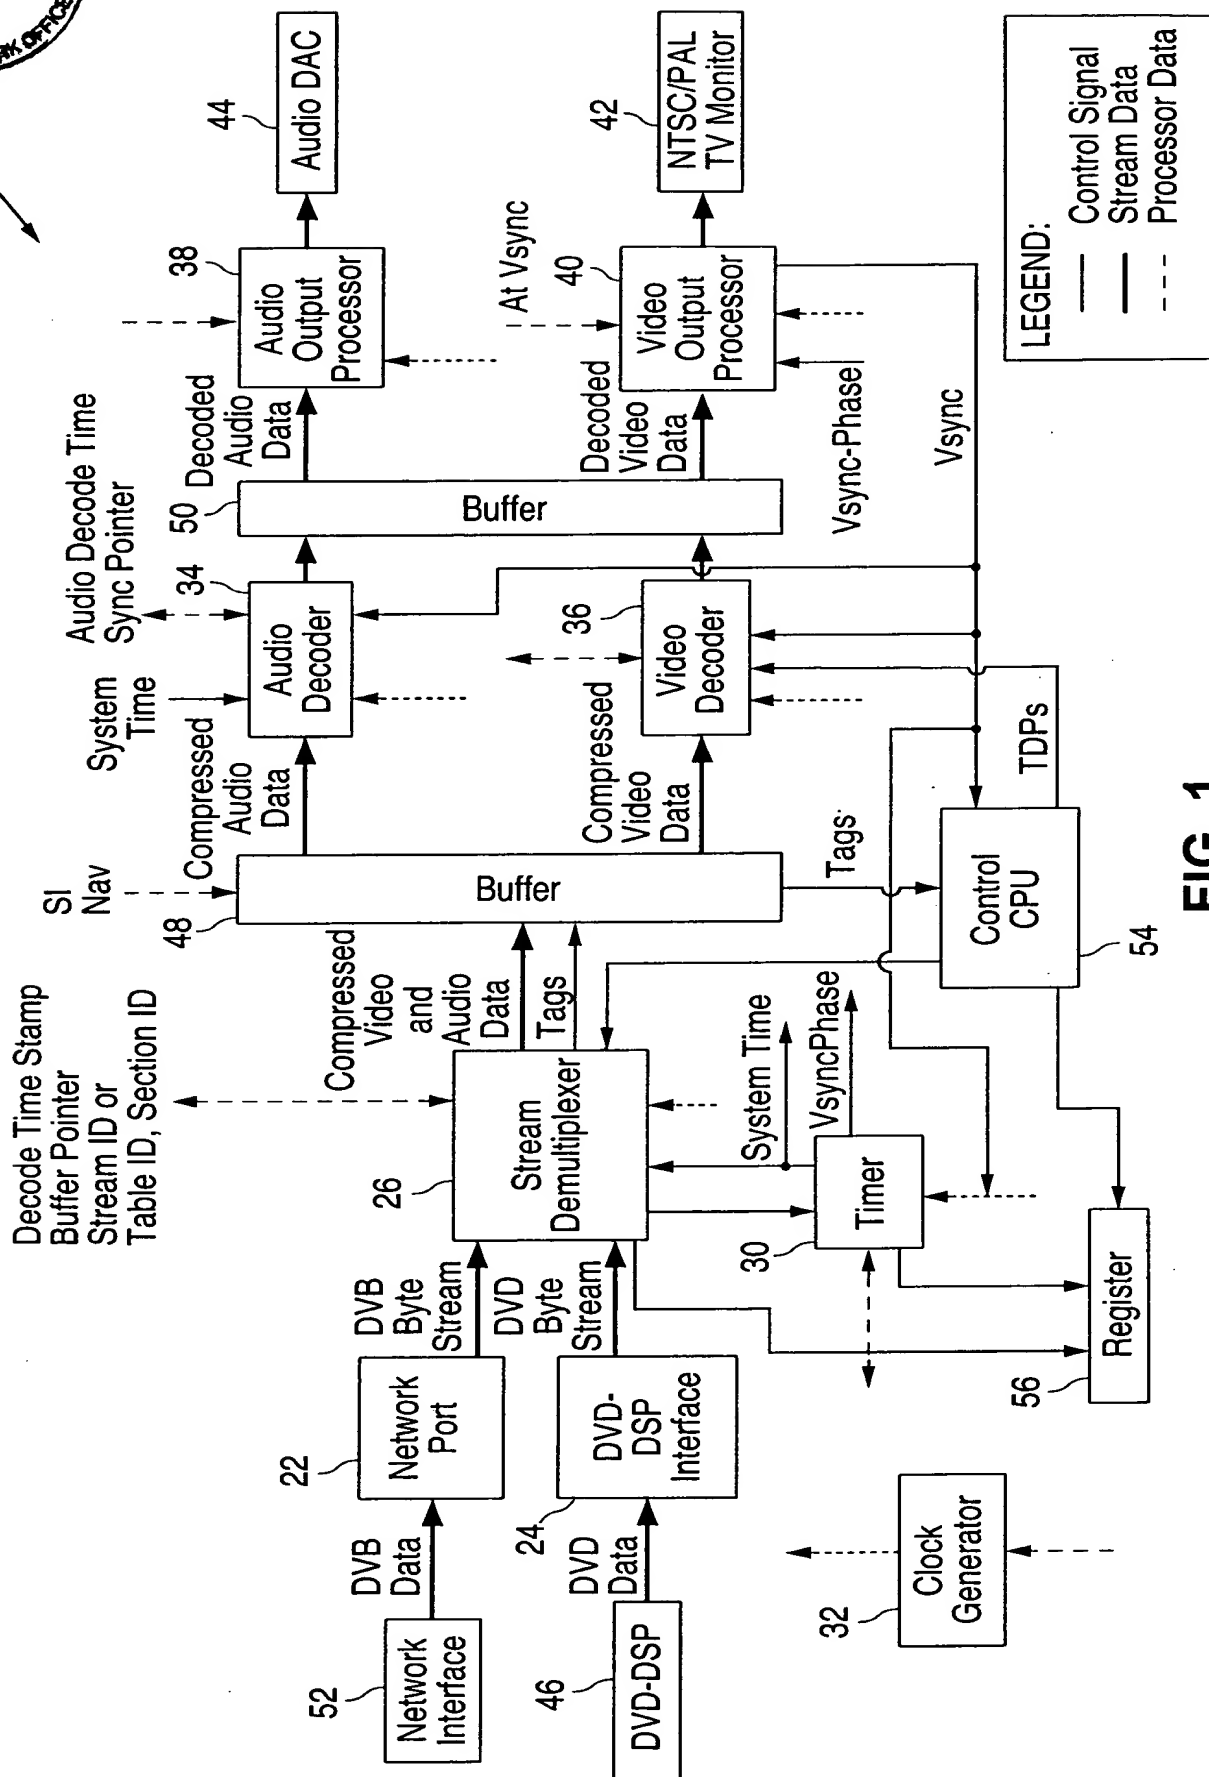 RK OFFICE
Decode Time Stamp
Buffer Pointer
Stream ID or
Table ID, Section ID
SI
Nav
System
Time
Audio Decode Time
Sync Pointer
52
Network
Interface
DVB
Data
22
Network
Port
DVB
Byte
Stream
46
DVD-DSP
DVD
Data
24
DVD-
DSP
Interface
DVD
Byte
Stream
26
Stream
Demultiplexer
Compressed
Video
and
Audio
Data
Tags
48
Buffer
Compressed
Audio
Data
34
Audio
Decoder
50
Buffer
Decoded
Audio
Data
38
Audio
Output
Processor
44
Audio DAC
Compressed
Video
Data
36
Video
Decoder
Decoded
Video
Data
At Vsync
40
Video
Output
Processor
42
NTSC/PAL
TV Monitor
Vsync-Phase
Vsync
Tags
TDPs
Control
CPU
54
System Time
VsyncPhase
30
Timer
56
Register
32
Clock
Generator
LEGEND:
Control Signal
Stream Data
Processor Data
FIG. 1